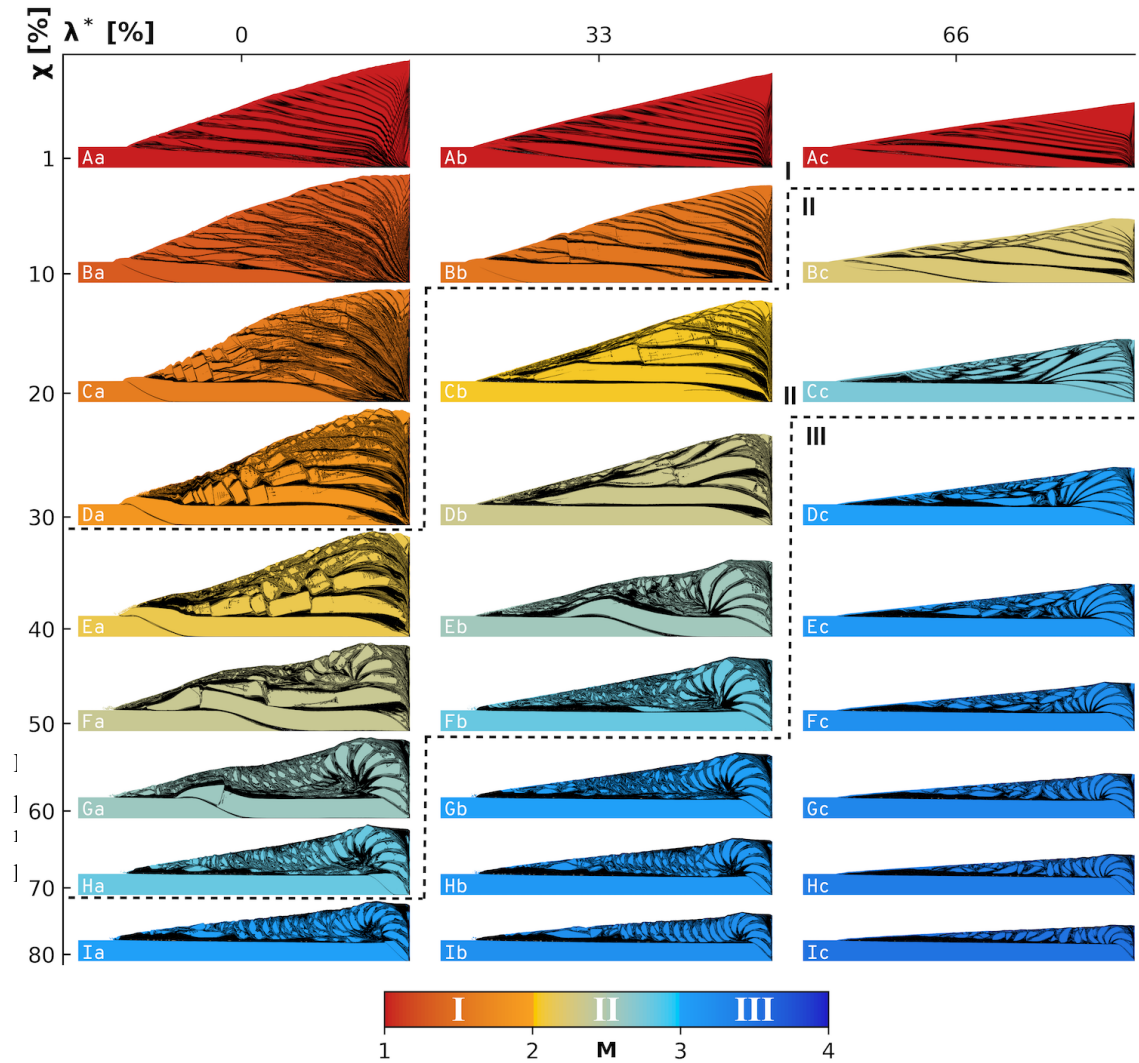 χ [%]
λ* [%] 0 33 66
1 Aa Ab Ac
I
II
10 Ba Bb Bc
20 Ca Cb Cc
II
III
30 Da Db Dc
40 Ea Eb Ec
50 Fa Fb Fc
60 Ga Gb Gc
70 Ha Hb Hc
80 Ia Ib Ic
I II III
1 2 M 3 4